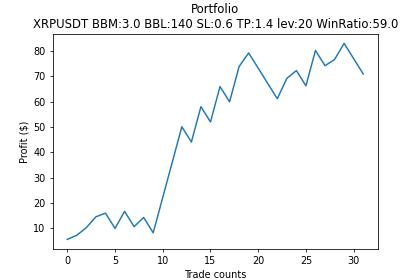 Portfolio
XRPUSDT BBM:3.0 BBL:140 SL:0.6 TP:1.4 lev:20 WinRatio:59.0
80
70
60
50
40
30
20
10
Profit ($)
0 5 10 15 20 25 30
Trade counts